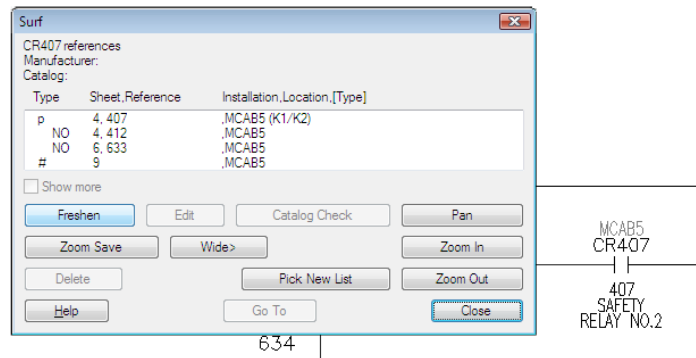 Surf
CR407 references
Manufacturer:
Catalog:
Type Sheet,Reference Installation,Location,[Type]
p 4, 407 ,MCAB5 (K1/K2)
NO 4, 412 ,MCAB5
NO 6, 633 ,MCAB5
# 9 ,MCAB5
Show more
Freshen Edit Catalog Check Pan
Zoom Save Wide> Zoom In
Delete Pick New List Zoom Out
Help Go To Close
MCAB5
CR407
407
SAFETY
RELAY NO.2
634